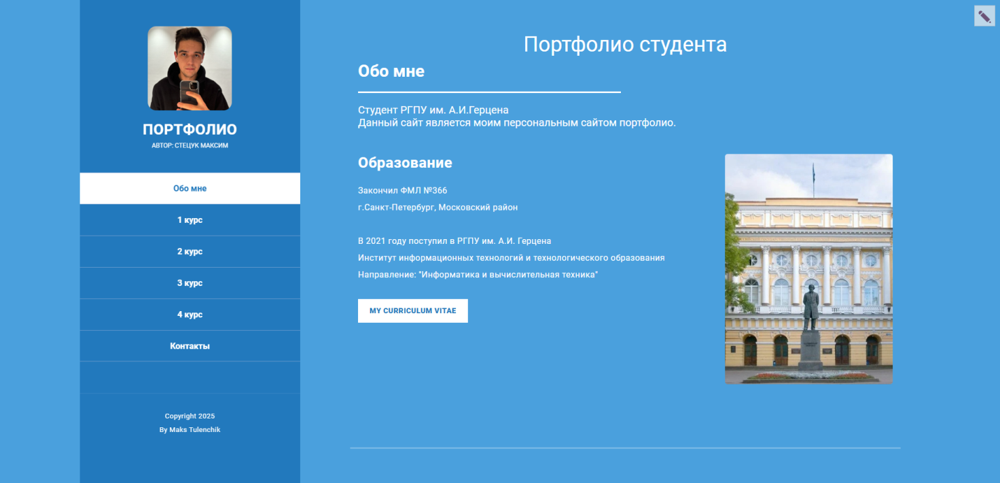 ПОРТФОЛИО
АВТОР: СТЕЦУК МАКСИМ
Обо мне
1 курс
2 курс
3 курс
4 курс
Контакты
Copyright 2025
By Maks Tulenchik
Портфолио студента
Обо мне
Студент РГПУ им. А.И.Герцена
Данный сайт является моим персональным сайтом портфолио.
Образование
Закончил ФМЛ №366
г.Санкт-Петербург, Московский район
В 2021 году поступил в РГПУ им. А.И. Герцена
Институт информационных технологий и технологического образования
Направление: "Информатика и вычислительная техника"
MY CURRICULUM VITAE